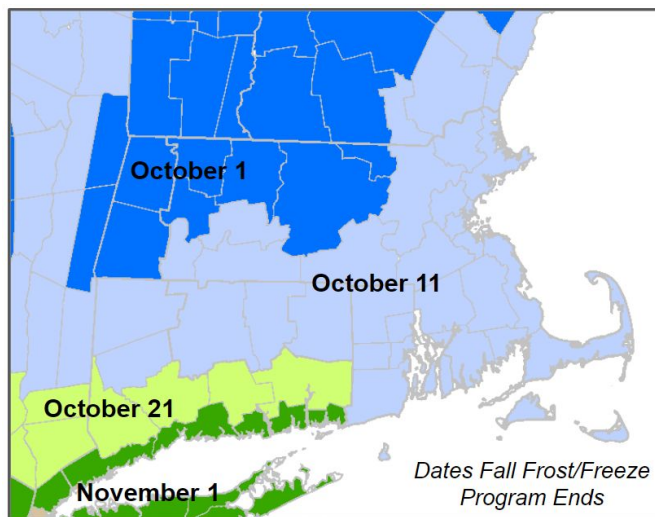 October 1
October 11
October 21
November 1
Dates Fall Frost/Freeze
Program Ends